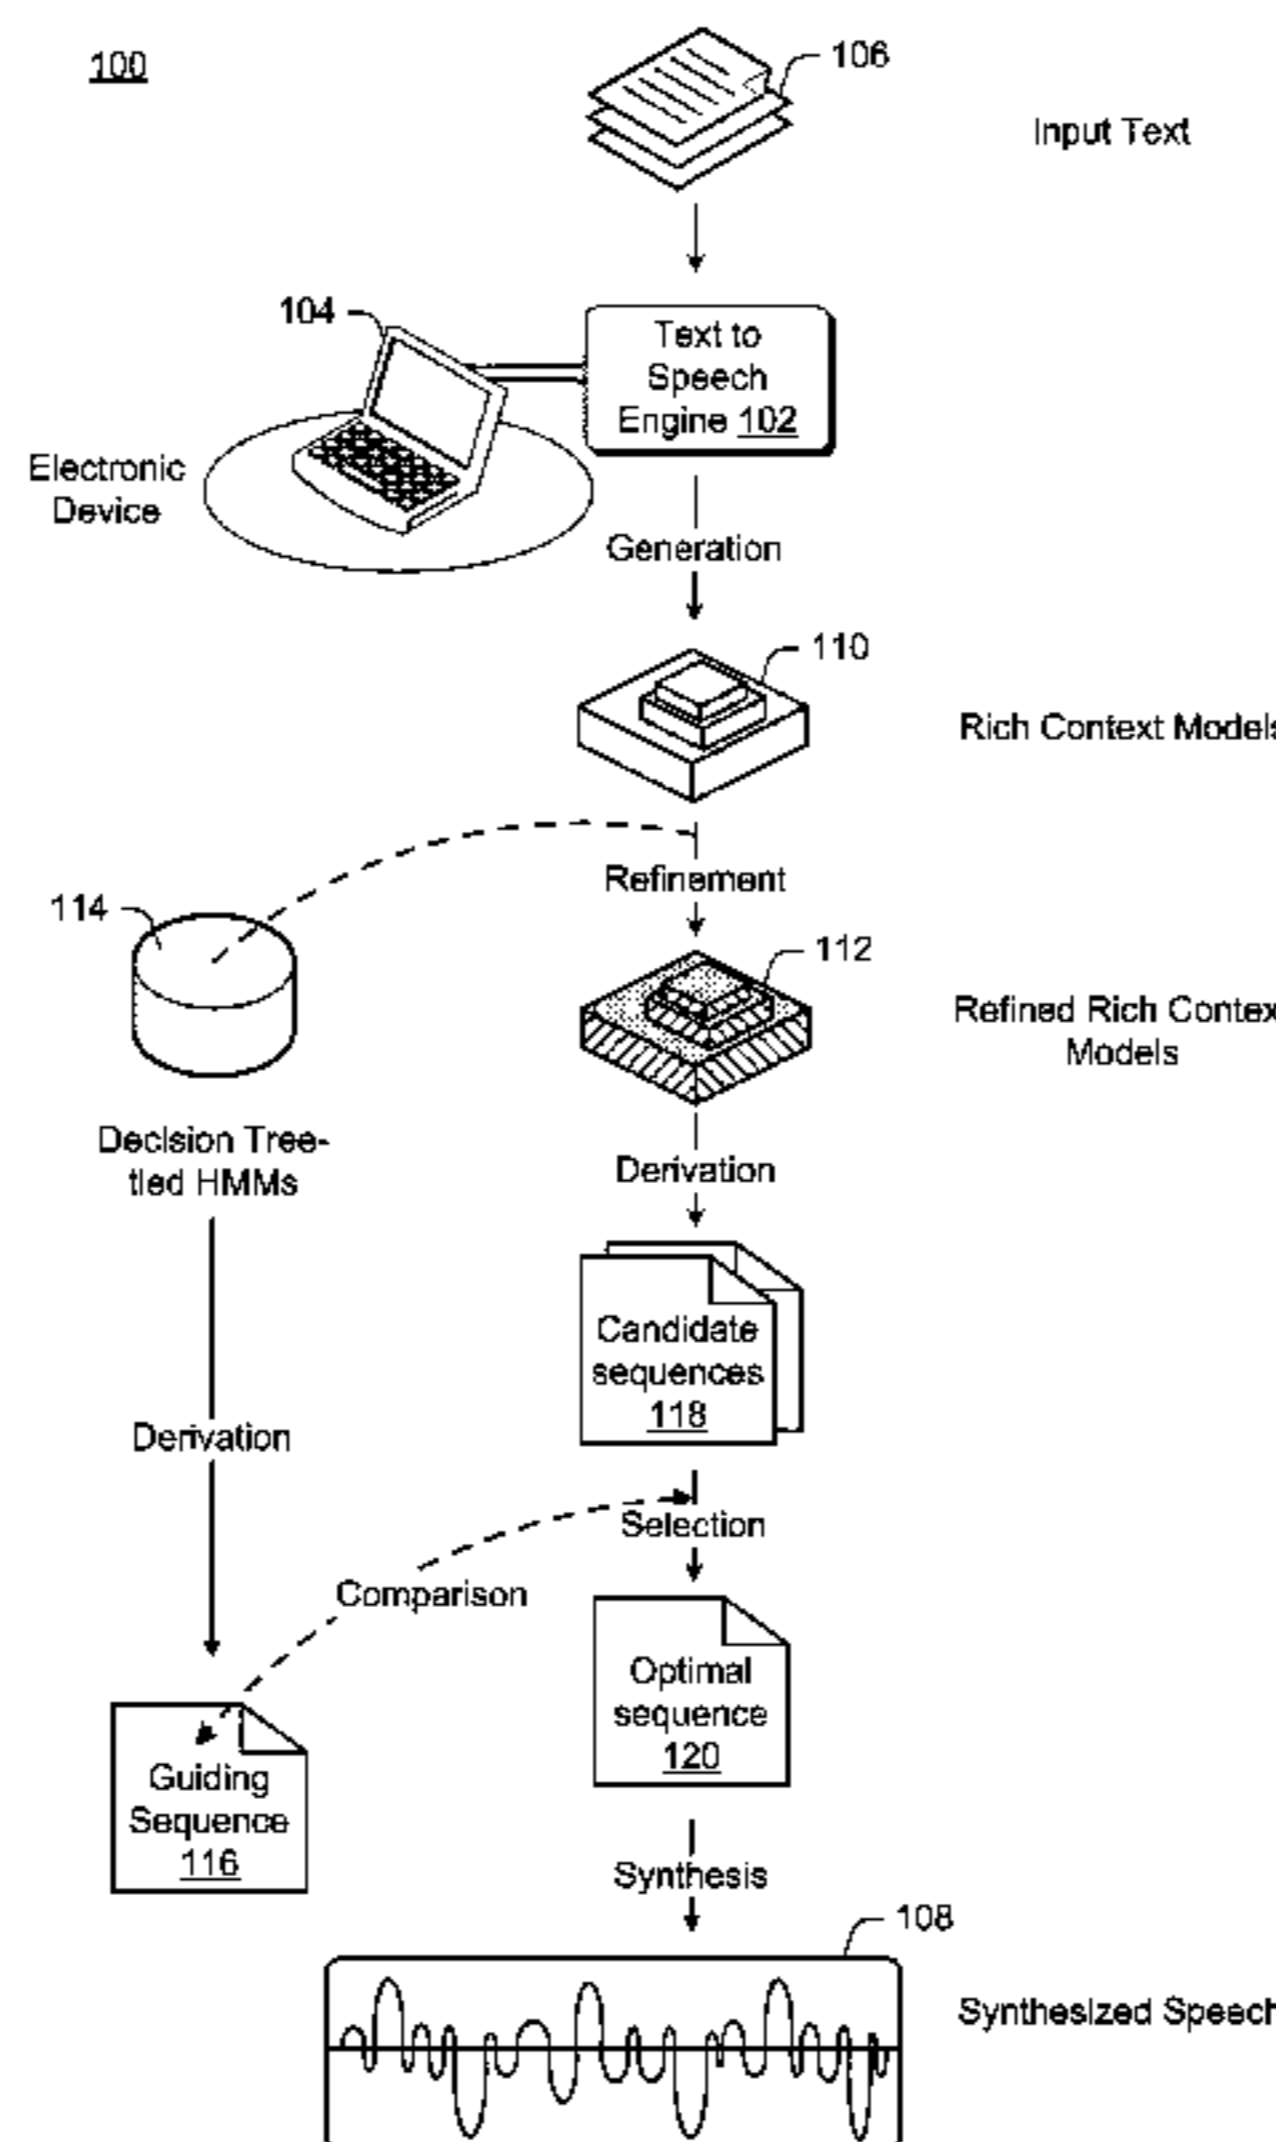 100
106
Input Text
104
Text to
Speech
Engine 102
Electronic
Device
Generation
110
Rich Context Models
Refinement
114
112
Refined Rich Contex
Models
Decision Tree-
tied HMMs
Derivation
Candidate
sequences
118
Derivation
Selection
Comparison
Optimal
sequence
120
Guiding
Sequence
116
Synthesis
108
Synthesized Speech